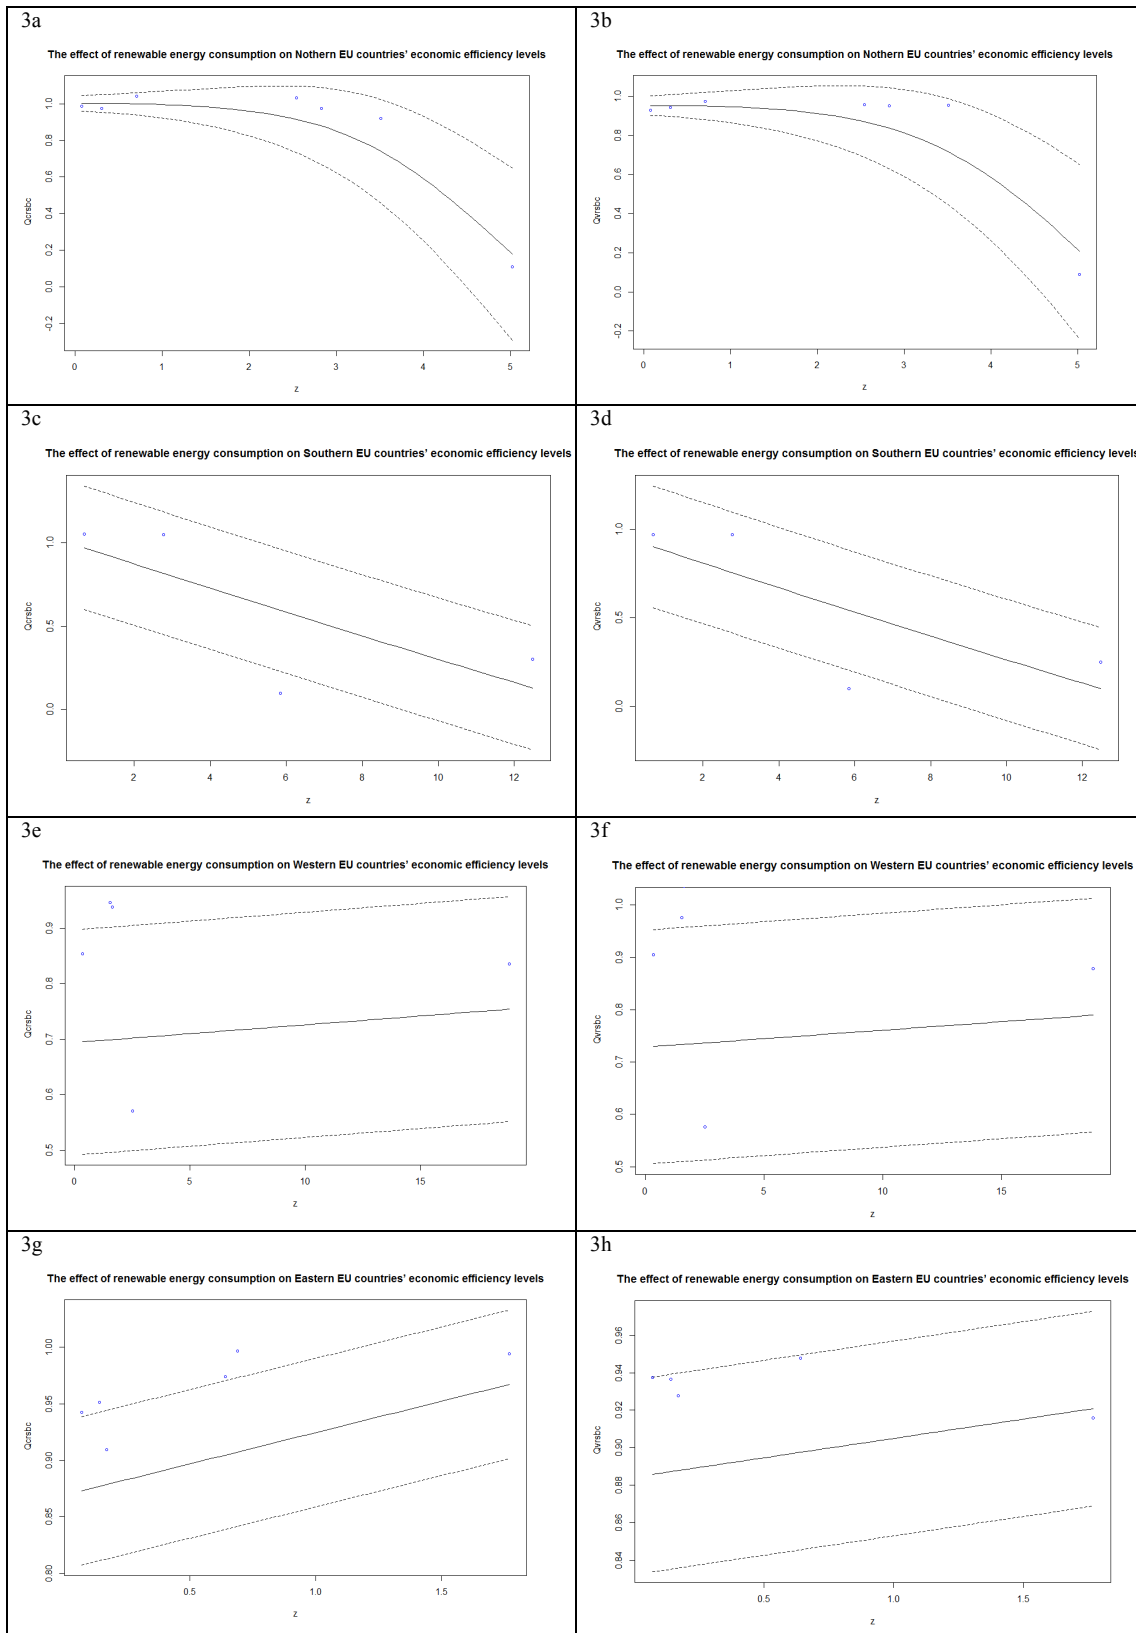 3a
The effect of renewable energy consumption on Nothern EU countries’ economic efficiency levels
Qcrsbc
1.0
0.8
0.6
0.4
0.2
0.0
-0.2
0 1 2 3 4 5
z
3b
The effect of renewable energy consumption on Nothern EU countries’ economic efficiency levels
Qvrsbc
1.0
0.8
0.6
0.4
0.2
0.0
-0.2
0 1 2 3 4 5
z
3c
The effect of renewable energy consumption on Southern EU countries’ economic efficiency levels
Qcrsbc
1.0
0.5
0.0
2 4 6 8 10 12
z
3d
The effect of renewable energy consumption on Southern EU countries’ economic efficiency levels
Qvrsbc
1.0
0.5
0.0
2 4 6 8 10 12
z
3e
The effect of renewable energy consumption on Western EU countries’ economic efficiency levels
Qcrsbc
0.9
0.8
0.7
0.6
0.5
0 5 10 15
z
3f
The effect of renewable energy consumption on Western EU countries’ economic efficiency levels
Qvrsbc
1.0
0.9
0.8
0.7
0.6
0.5
0 5 10 15
z
3g
The effect of renewable energy consumption on Eastern EU countries’ economic efficiency levels
Qcrsbc
1.00
0.95
0.90
0.85
0.80
0.5 1.0 1.5
z
3h
The effect of renewable energy consumption on Eastern EU countries’ economic efficiency levels
Qvrsbc
0.96
0.94
0.92
0.90
0.88
0.86
0.84
0.5 1.0 1.5
z